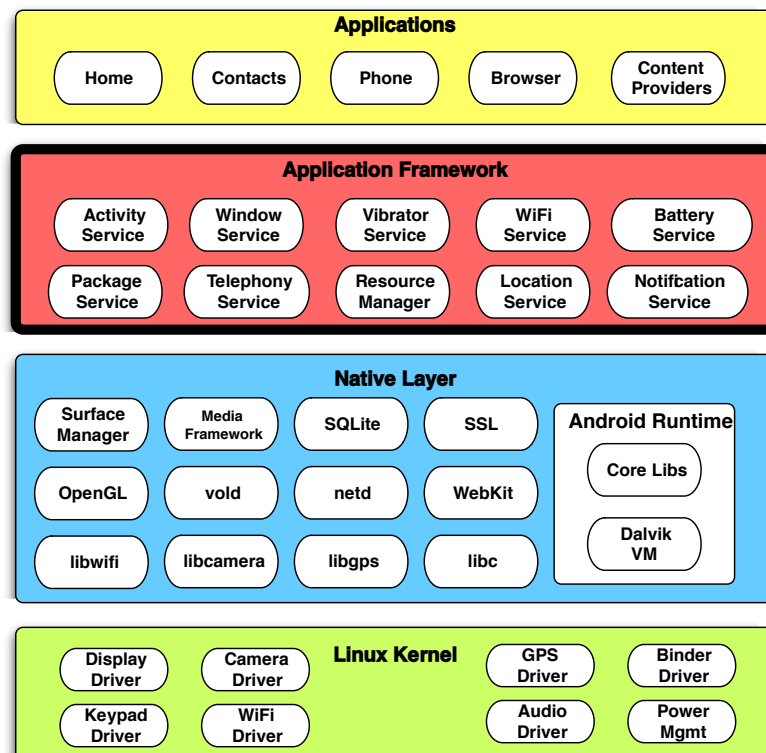 Applications
Home
Contacts
Phone
Browser
Content
Providers
Application Framework
Activity
Service
Window
Service
Vibrator
Service
WiFi
Service
Battery
Service
Package
Service
Telephony
Service
Resource
Manager
Location
Service
Notification
Service
Native Layer
Surface
Manager
Media
Framework
SQLite
SSL
OpenGL
vold
netd
WebKit
libwifi
libcamera
libgps
libc
Android Runtime
Core Libs
Dalvik
VM
Linux Kernel
Display
Driver
Camera
Driver
GPS
Driver
Binder
Driver
Keypad
Driver
WiFi
Driver
Audio
Driver
Power
Mgmt